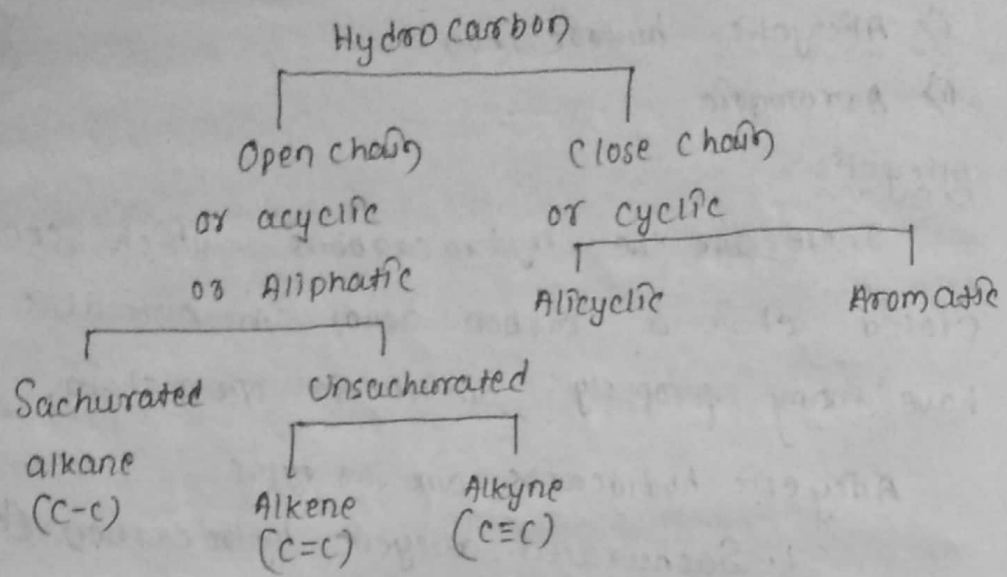 Hydrocarbon
Open chain
Close chain
or acyclic
or cyclic
or Aliphatic
Alicyclic
Aromatic
Sachurated
Unsachurrated
alkane
(C-C)
Alkene
(C=C)
Alkyne
(C≡C)